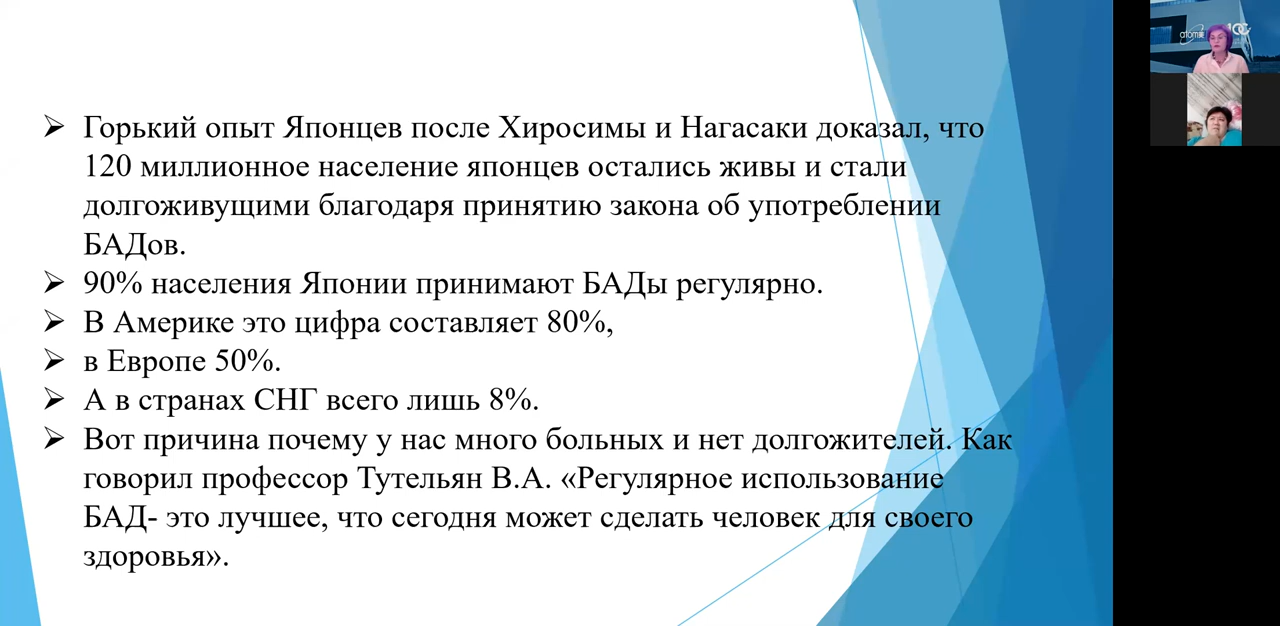 Горький опыт Японцев после Хиросимы и Нагасаки доказал, что
120 миллионное население японцев остались живы и стали
долгоживущими благодаря принятию закона об употреблении
БАДов.
90% населения Японии принимают БАДы регулярно.
В Америке это цифра составляет 80%,
в Европе 50%.
А в странах СНГ всего лишь 8%.
Вот причина почему у нас много больных и нет долгожителей. Как
говорил профессор Тутельян В.А. «Регулярное использование
БАД- это лучшее, что сегодня может сделать человек для своего
здоровья».